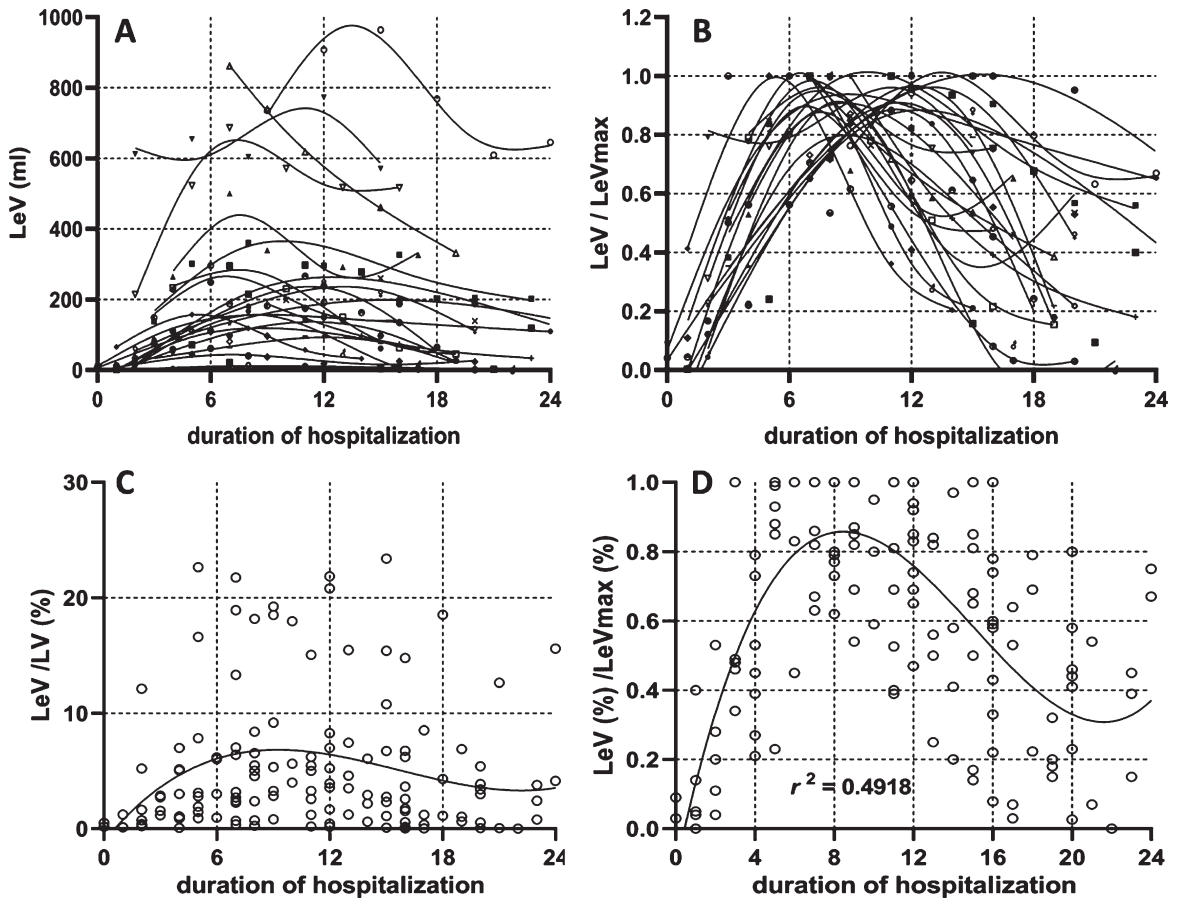 A
LeV (ml)
1000
800
600
400
200
0
0 6 12 18 24
duration of hospitalization
B
LeV / LeVmax
1.2
1.0
0.8
0.6
0.4
0.2
0.0
0 6 12 18 24
duration of hospitalization
C
LeV /LV (%)
30
20
10
0
0 6 12 18 24
duration of hospitalization
D
LeV (%) /LeVmax (%)
1.0
0.8
0.6
0.4
0.2
0.0
r 2 = 0.4918
0 4 8 12 16 20 24
duration of hospitalization